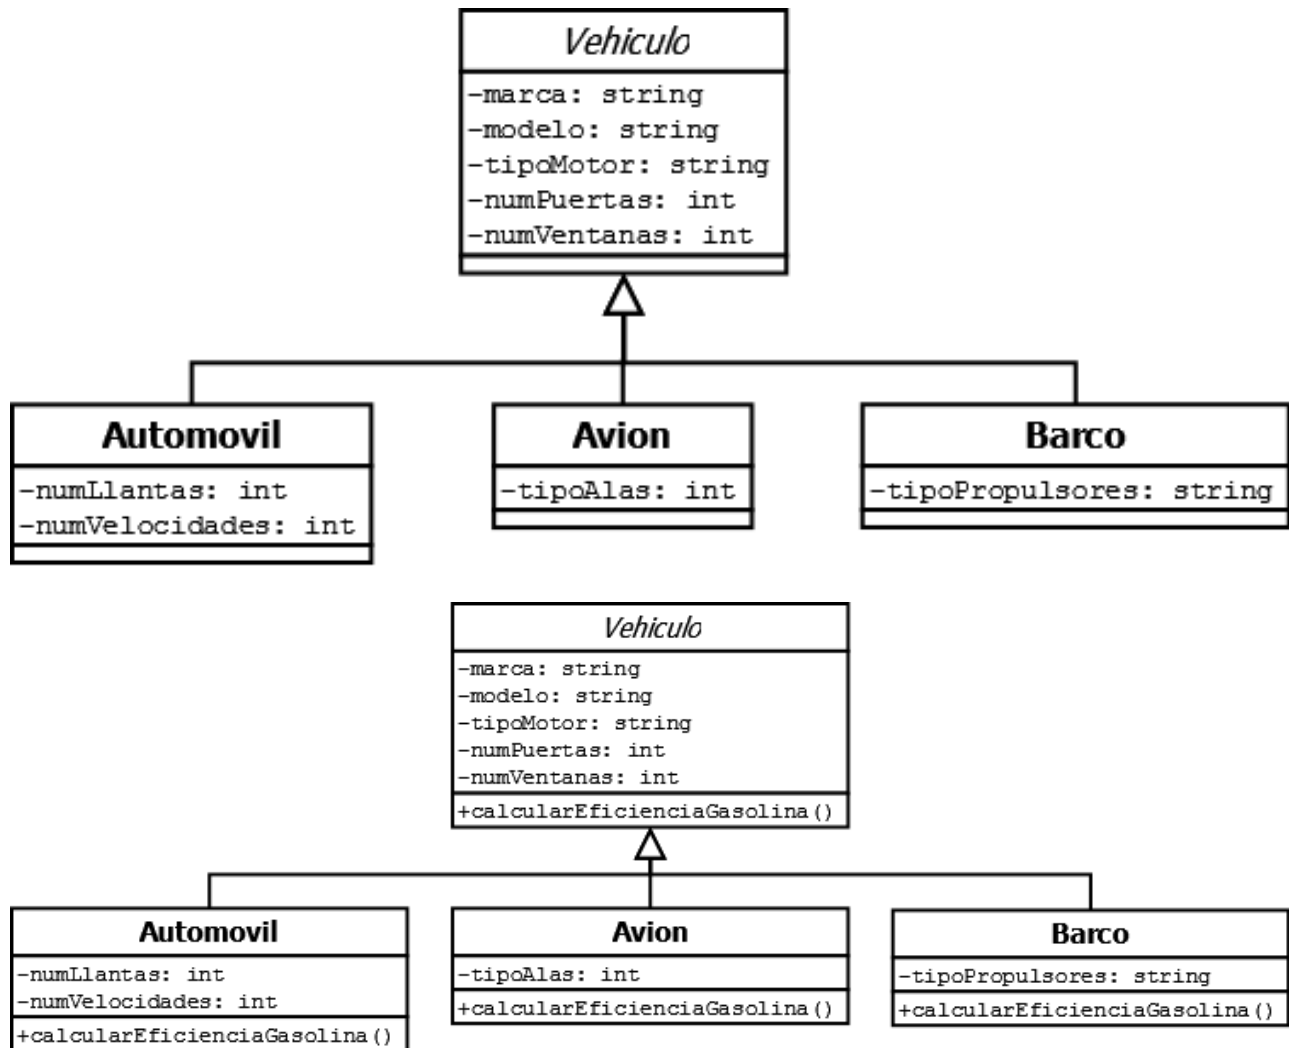 Vehiculo
-marca: string
-modelo: string
-tipoMotor: string
-numPuertas: int
-numVentanas: int
Automovil
-numLlantas: int
-numVelocidades: int
Avion
-tipoAlas: int
Barco
-tipoPropulsores: string
Vehiculo
-marca: string
-modelo: string
-tipoMotor: string
-numPuertas: int
-numVentanas: int
+calcularEficienciaGasolina()
Automovil
-numLlantas: int
-numVelocidades: int
+calcularEficienciaGasolina()
Avion
-tipoAlas: int
+calcularEficienciaGasolina()
Barco
-tipoPropulsores: string
+calcularEficienciaGasolina()